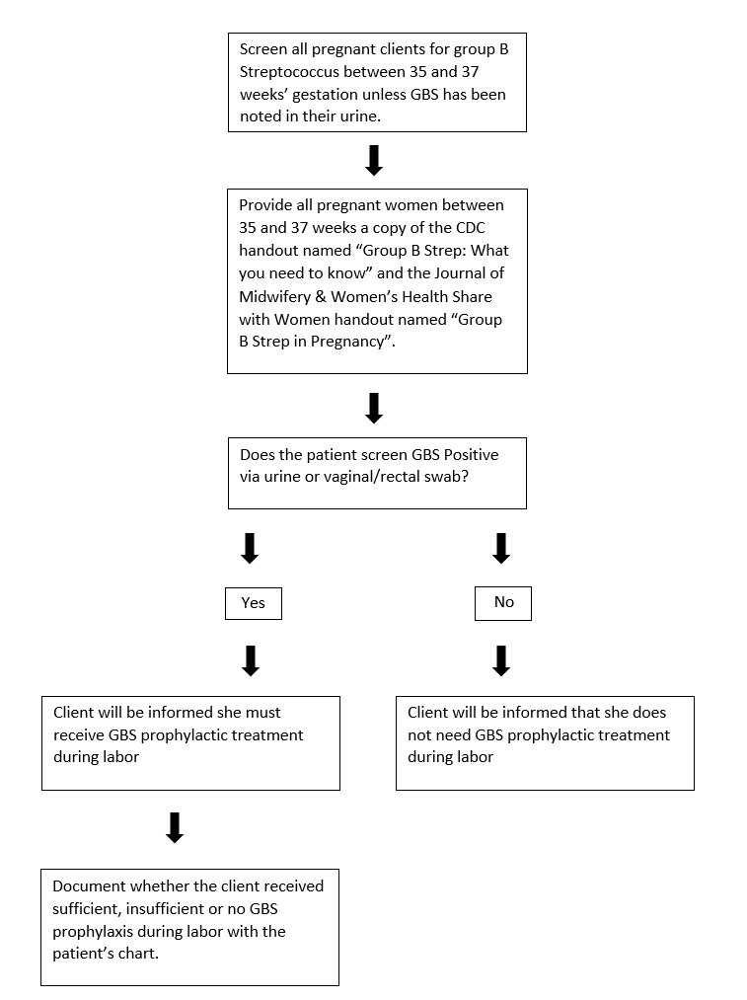 Screen all pregnant clients for group B
Streptococcus between 35 and 37
weeks’ gestation unless GBS has been
noted in their urine.
Provide all pregnant women between
35 and 37 weeks a copy of the CDC
handout named “Group B Strep: What
you need to know” and the Journal of
Midwifery & Women’s Health Share
with Women handout named “Group
B Strep in Pregnancy”.
Does the patient screen GBS Positive
via urine or vaginal/rectal swab?
Yes
No
Client will be informed she must
receive GBS prophylactic treatment
during labor
Client will be informed that she does
not need GBS prophylactic treatment
during labor
Document whether the client received
sufficient, insufficient or no GBS
prophylaxis during labor with the
patient’s chart.